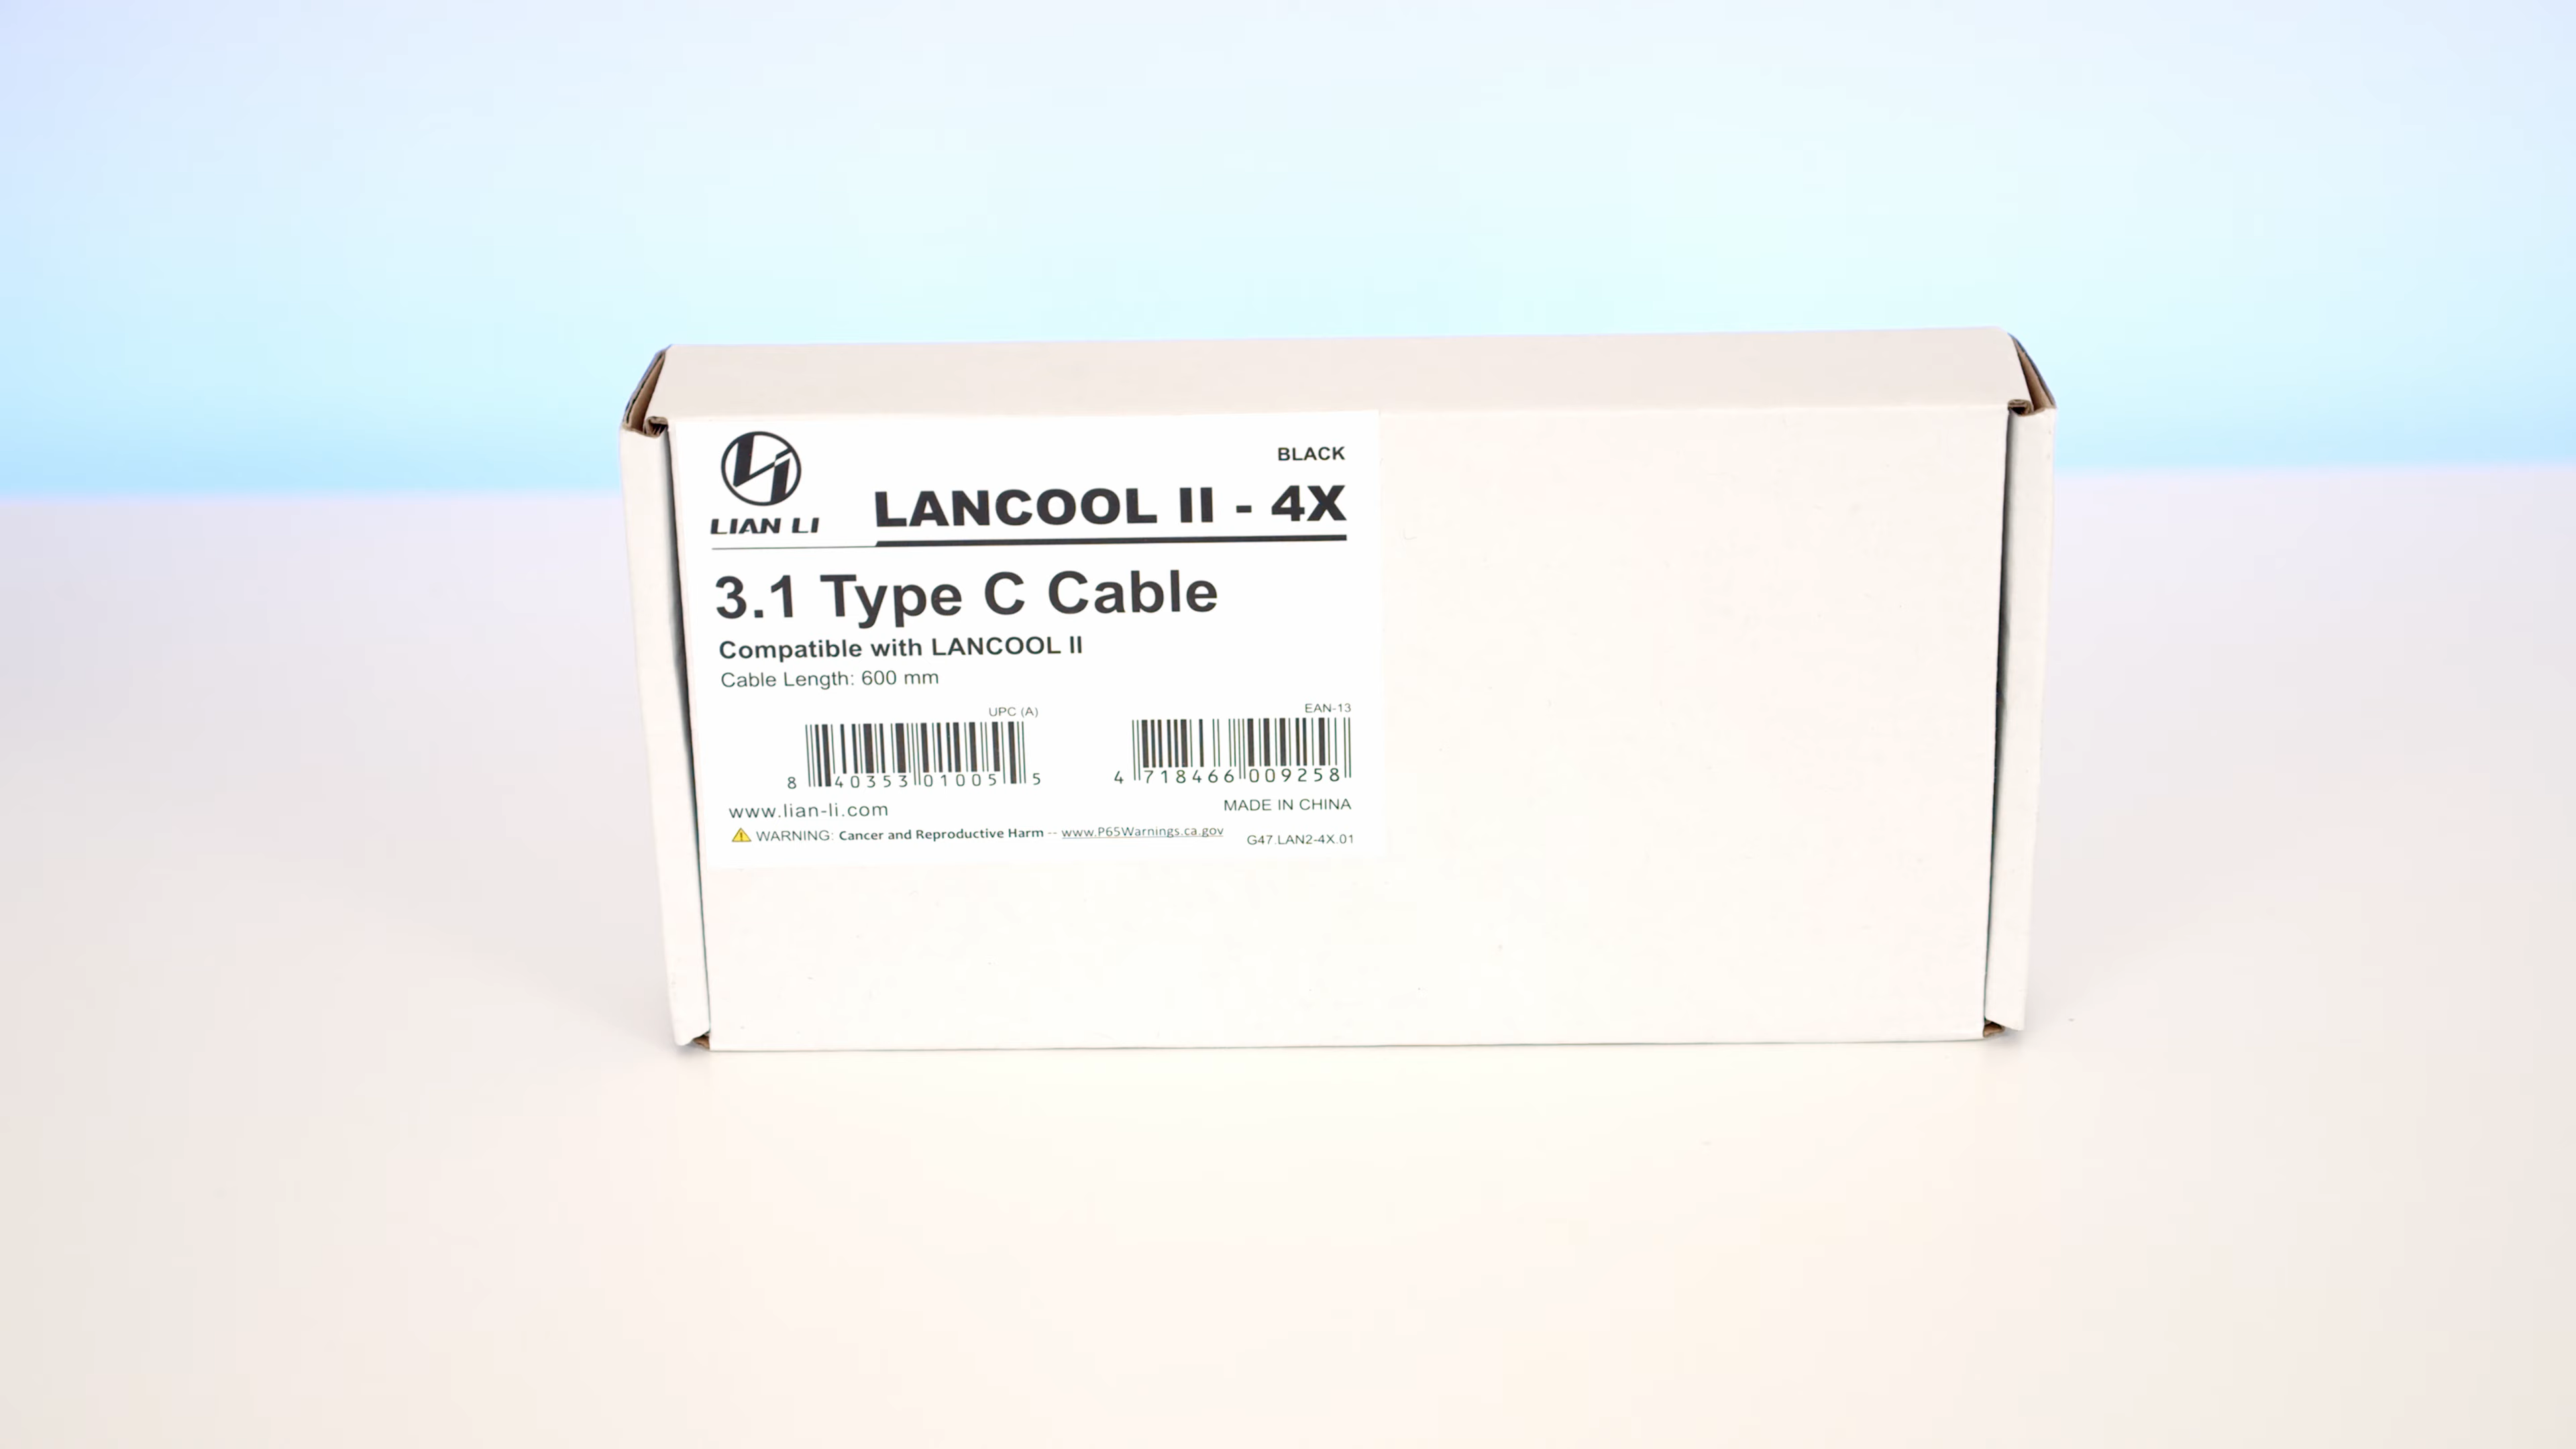 BLACK
LIAN LI
LANCOOL II - 4X
3.1 Type C Cable
Compatible with LANCOOL II
Cable Length: 600 mm
UPC (A)
EAN-13
8 40353 01005 5
4 718466 009258
www.lian-li.com
MADE IN CHINA
WARNING: Cancer and Reproductive Harm -- www.P65Warnings.ca.gov
G47.LAN2-4X.01